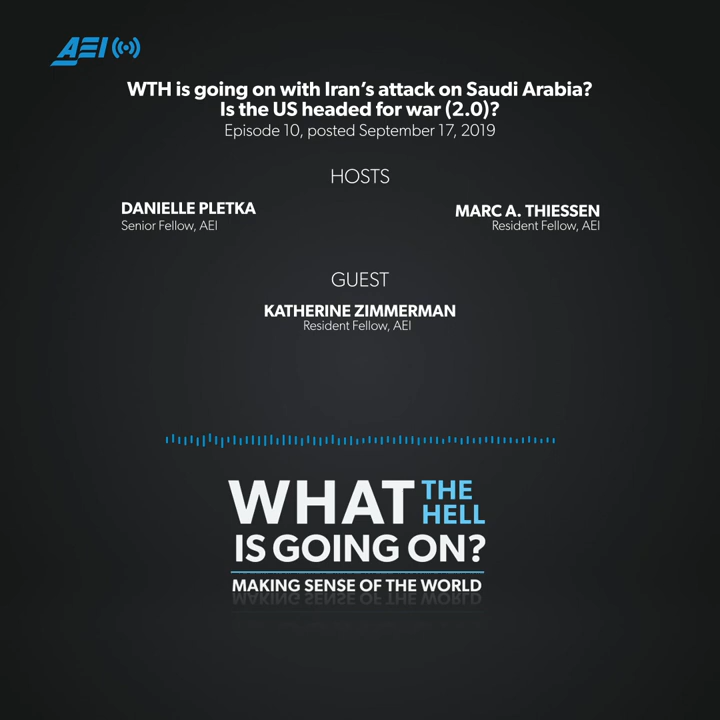 AEI
WTH is going on with Iran's attack on Saudi Arabia?
Is the US headed for war (2.0)?
Episode 10, posted September 17, 2019
HOSTS
DANIELLE PLETKA
Senior Fellow, AEI
MARC A. THIESSEN
Resident Fellow, AEI
GUEST
KATHERINE ZIMMERMAN
Resident Fellow, AEI
WHAT THE HELL
IS GOING ON?
MAKING SENSE OF THE WORLD